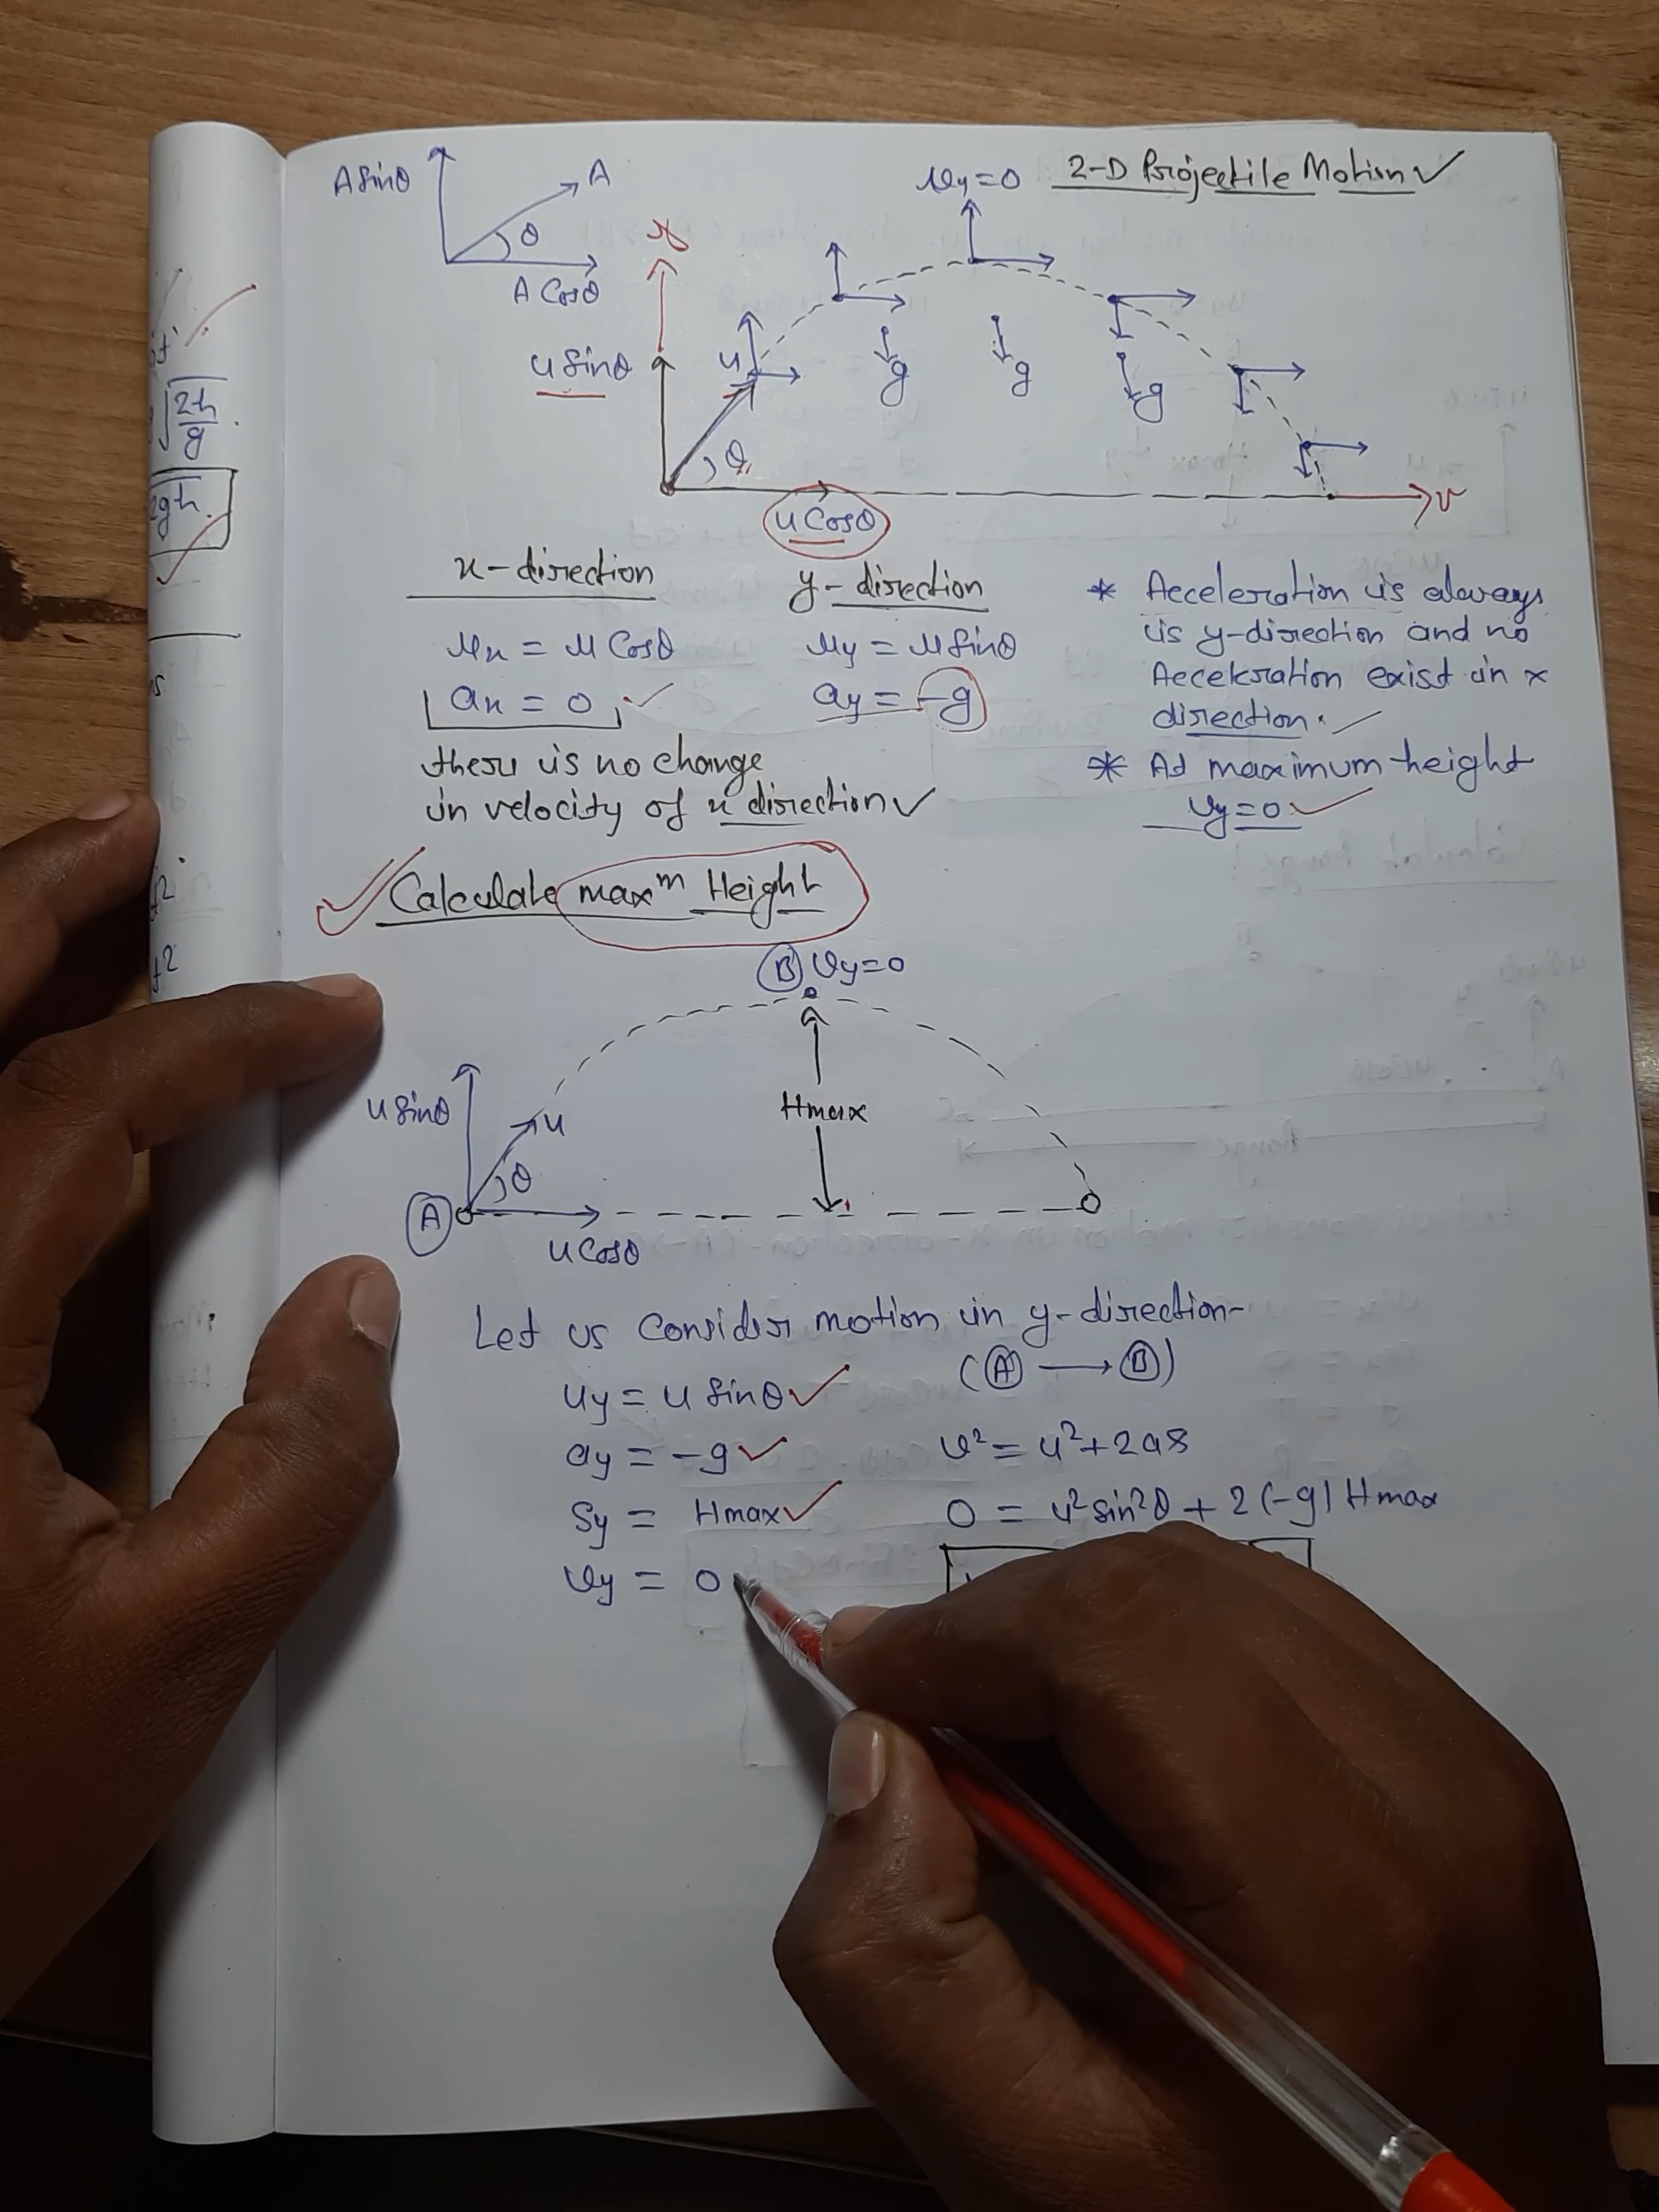 2-D Projectile Motion ✓
A Sinθ
A
θ
A Cosθ
vy=0
u Sinθ
u
θ
g
g
g
u Cosθ
x-direction
ux = u Cosθ
ax = 0 ✓
there is no change
in velocity of x direction ✓
y-direction
uy = u Sinθ
ay = -g
* Acceleration is always
is y-direction and no
Acceleration exist in x
direction.
* At maximum height
vy=0 ✓
√2h/g
2gh
✓ Calculate maxᵐ Height
B vy=0
u Sinθ
u
θ
Hmax
A
u Cosθ
Let us Consider motion in y-direction-
(A → B)
uy = u Sinθ ✓
ay = -g ✓
Sy = Hmax ✓
vy = 0
v² = u²+2as
0 = u² sin²θ + 2(-g) Hmax